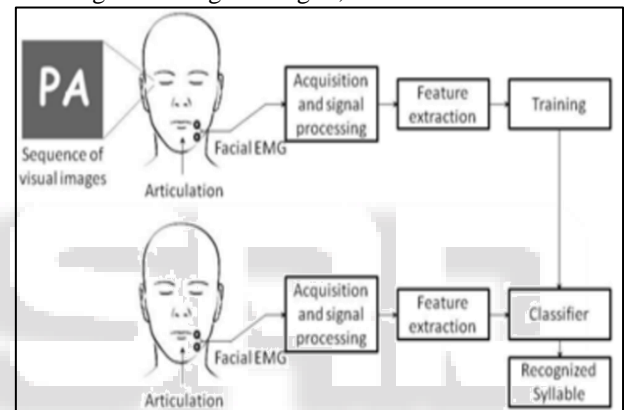 PA
Sequence of
visual images
Articulation
Facial EMG
Acquisition
and signal
processing
Feature
extraction
Training
Articulation
Facial EMG
Acquisition
and signal
processing
Feature
extraction
Classifier
Recognized
Syllable